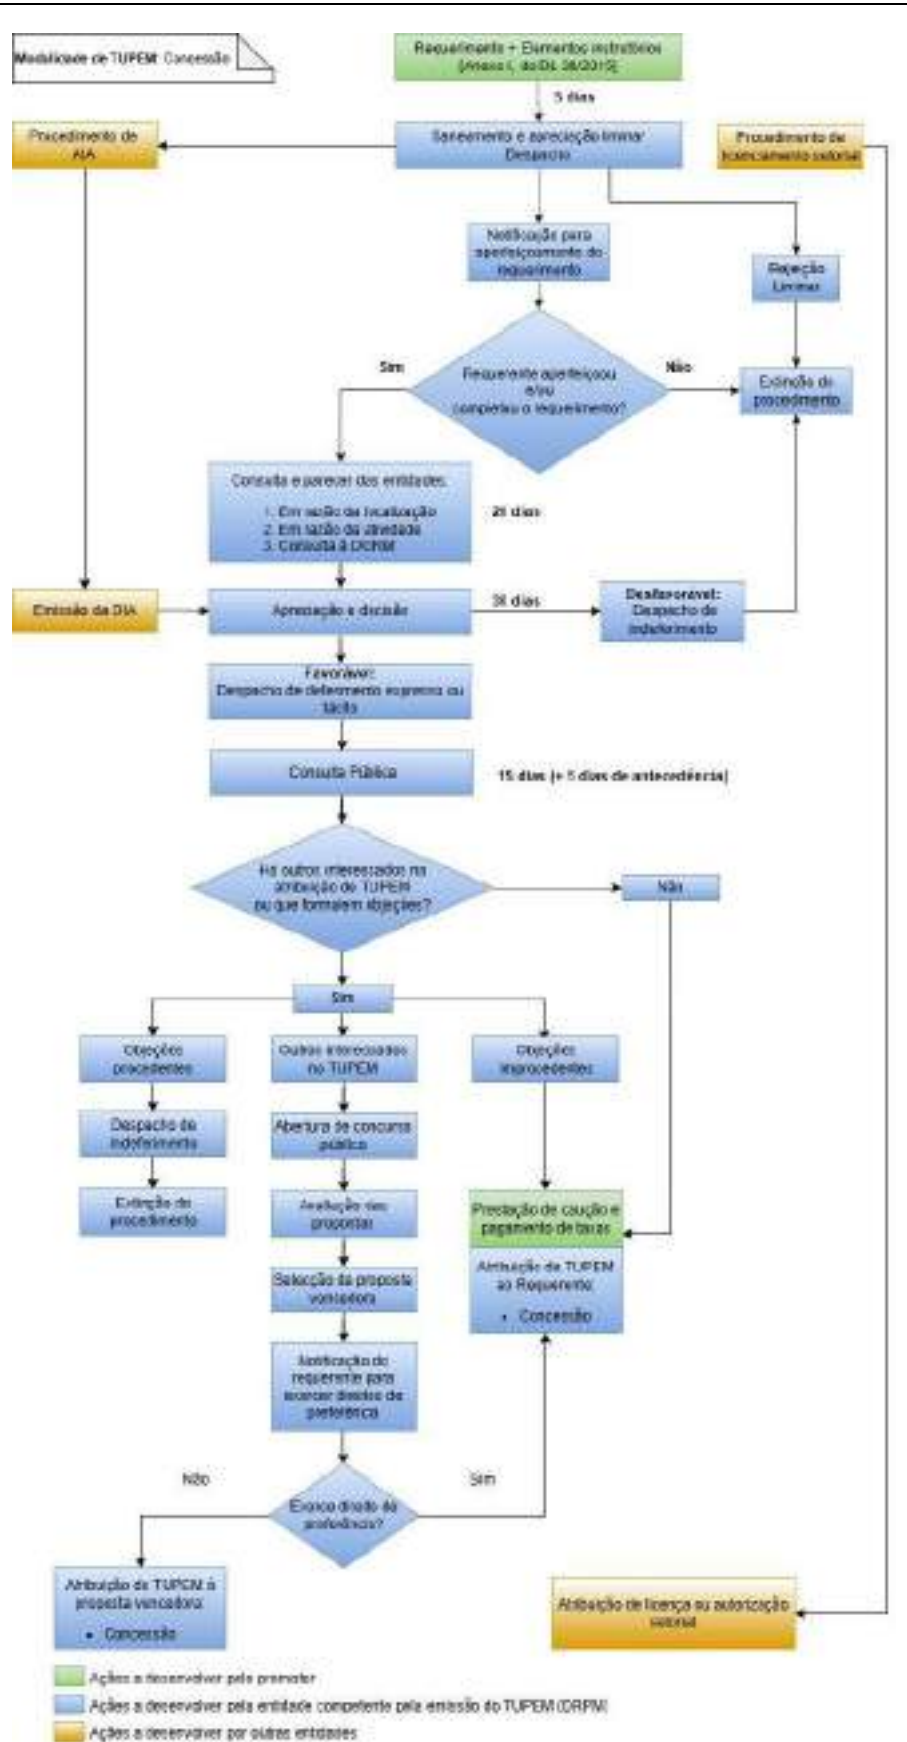 Modalidade de TUPEM: Concessão
Requerimento + Elementos instrutórios
(Anexo I, do DL 38/2015)
5 dias
Procedimento de
AIA
Saneamento e apreciação liminar
Despacho
Procedimento de
licenciamento setorial
Notificação para
aperfeiçoamento do
requerimento
Rejeição
Liminar
Sim
Requerente aperfeiçoou
e/ou
completou o requerimento?
Não
Extinção do
procedimento
Consulta e parecer das entidades:
1. Em razão da localização
2. Em razão da atividade
3. Consulta à DGRM
dias
Emissão da DIA
Apreciação e decisão
30 dias
Desfavorável:
Despacho de
indeferimento
Favorável:
Despacho de deferimento expresso ou
tácito
Consulta Pública
15 dias (+ 5 dias de antecedência)
Há outros interessados na
atribuição de TUPEM
ou que formulem objeções?
Não
Sim
Objeções
procedentes
Outros interessados
no TUPEM
Objeções
improcedentes
Despacho de
indeferimento
Abertura de concurso
público
Extinção do
procedimento
Avaliação das
propostas
Prestação de caução e
pagamento de taxas
Selecção da proposta
vencedora
Atribuição de TUPEM
ao Requerente:
• Concessão
Notificação do
requerente para
exercer direitos de
preferência
Não
Sim
Exerce direito de
preferência?
Atribuição de TUPEM à
proposta vencedora:
• Concessão
Atribuição de licença ou autorização
setorial
Ações a desenvolver pelo promotor
Ações a desenvolver pela entidade competente pela emissão do TUPEM (DRPM)
Ações a desenvolver por outras entidades